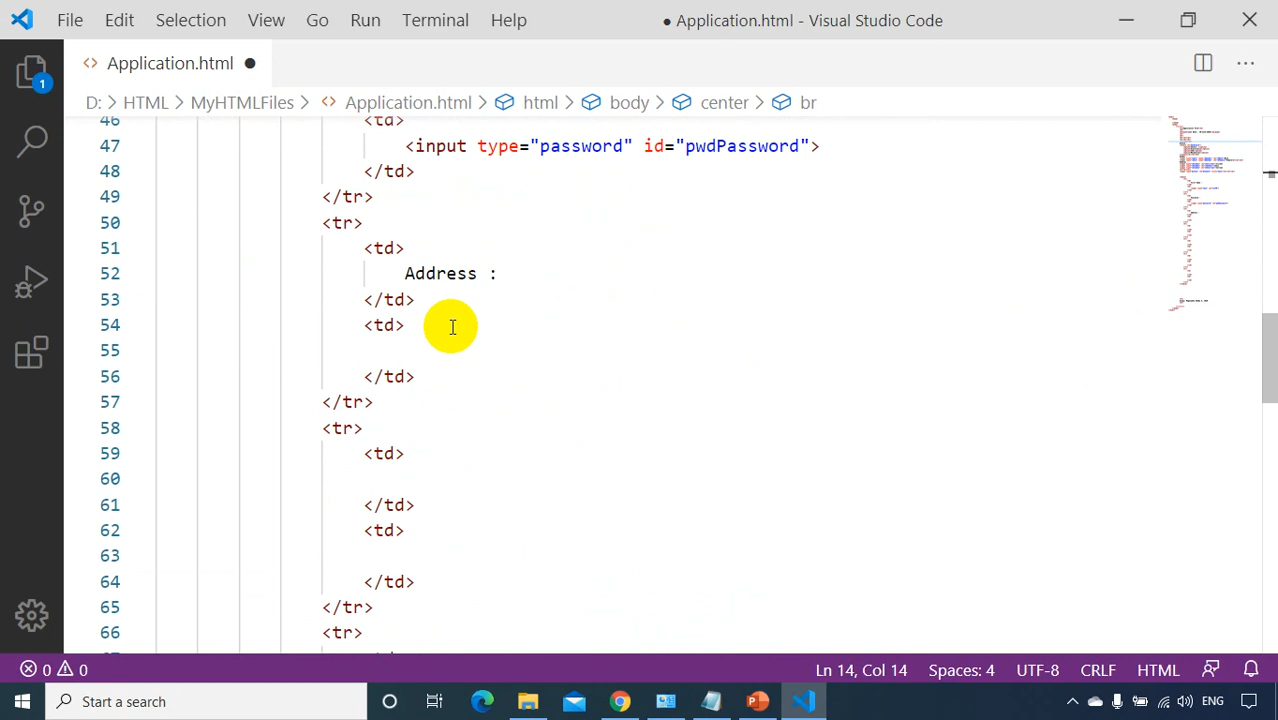 File Edit Selection View Go Run Terminal Help ● Application.html - Visual Studio Code
Application.html ●
D: > HTML > MyHTMLFiles > Application.html > html > body > center > br
46 <td>
47 <input type="password" id="pwdPassword">
48 </td>
49 </tr>
50 <tr>
51 <td>
52 Address :
53 </td>
54 <td>
55
56 </td>
57 </tr>
58 <tr>
59 <td>
60
61 </td>
62 <td>
63
64 </td>
65 </tr>
66 <tr>
1
0 0 Ln 14, Col 14 Spaces: 4 UTF-8 CRLF HTML
Start a search ENG